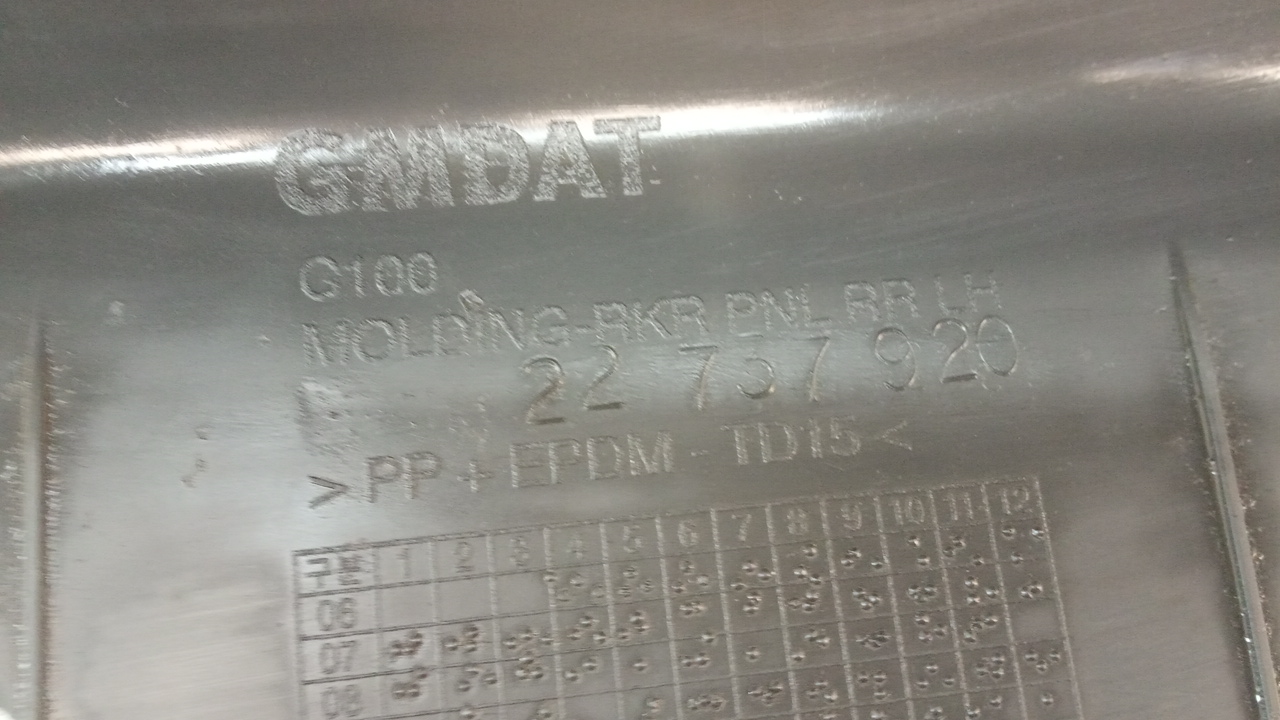 GMDAT
G100
MOLDING-RKR PNL RR LH
22 737 920
>PP+EPDM-TD15<
구분 1 2 3 4 5 6 7 8 9 10 11 12
06
07
08